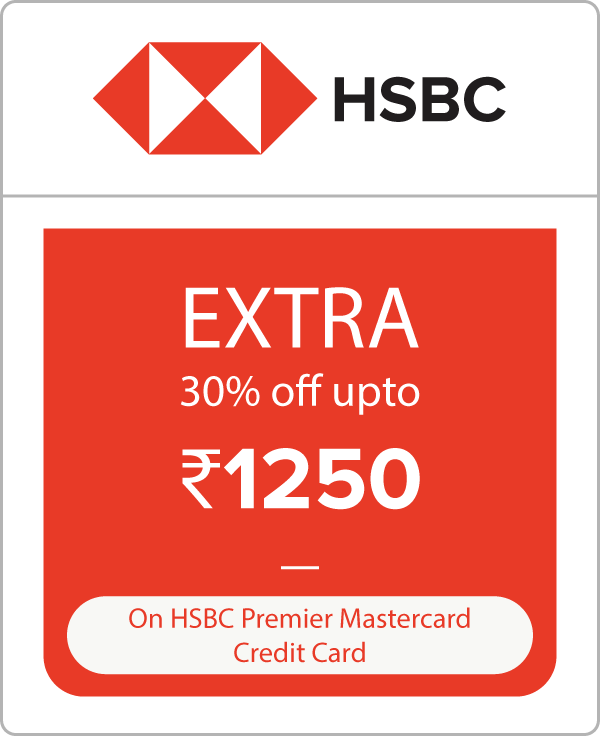 HSBC
EXTRA
30% off upto
₹1250
On HSBC Premier Mastercard
Credit Card